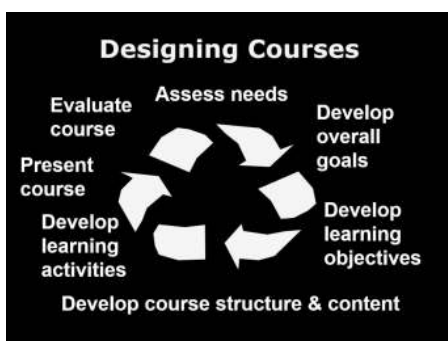 Designing Courses
Assess needs
Develop
overall
goals
Develop
learning
objectives
Develop course structure & content
Develop
learning
activities
Present
course
Evaluate
course